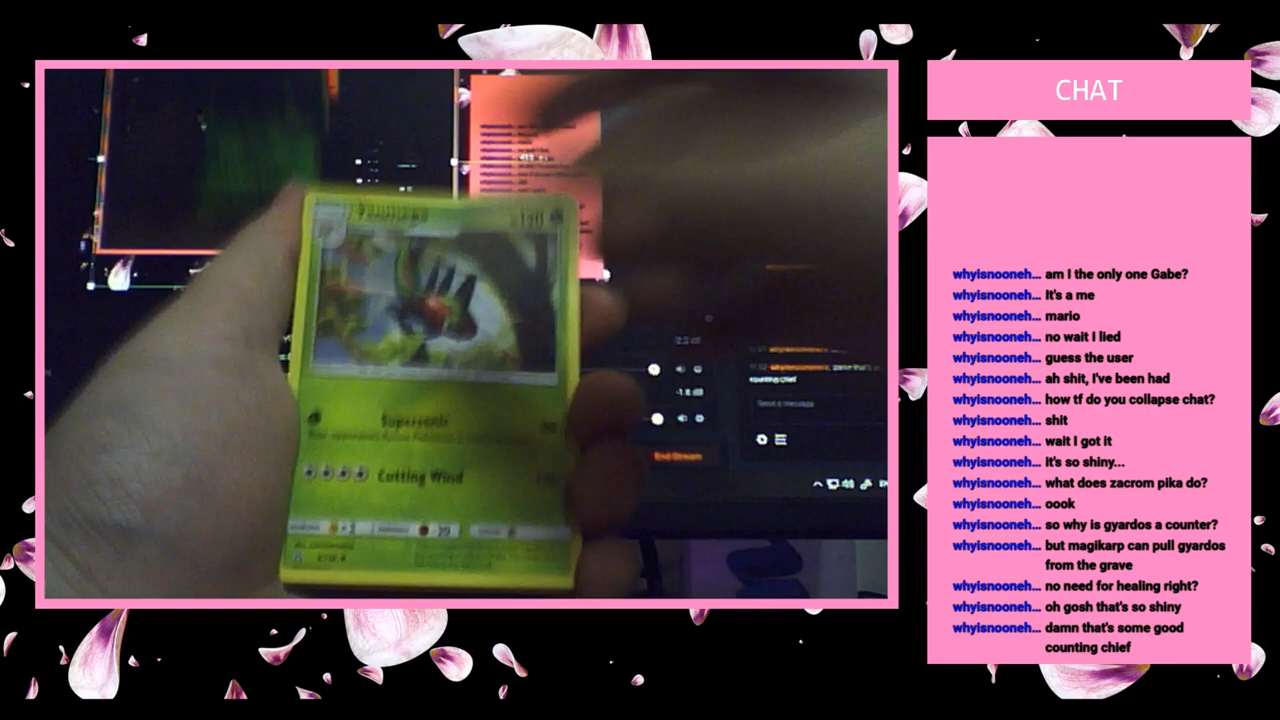 CHAT
whyisnooneh... am I the only one Gabe?
whyisnooneh... It's a me
whyisnooneh... mario
whyisnooneh... no wait I lied
whyisnooneh... guess the user
whyisnooneh... ah shit, I've been had
whyisnooneh... how tf do you collapse chat?
whyisnooneh... shit
whyisnooneh... wait I got it
whyisnooneh... it's so shiny...
whyisnooneh... what does zacrom pika do?
whyisnooneh... oook
whyisnooneh... so why is gyardos a counter?
whyisnooneh... but magikarp can pull gyardos
from the grave
whyisnooneh... no need for healing right?
whyisnooneh... oh gosh that's so shiny
whyisnooneh... damn that's some good
counting chief
Supersonic
Cutting Wind
End Stream
Send a message